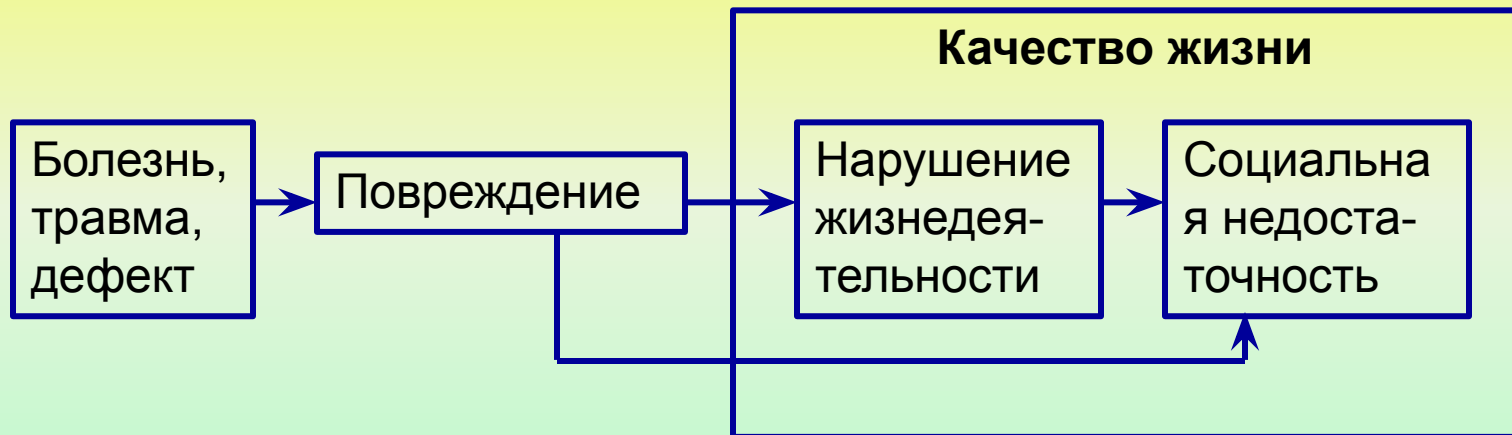 Качество жизни
Болезнь,
травма,
дефект
Повреждение
Нарушение
жизнедея-
тельности
Социальна
я недоста-
точность